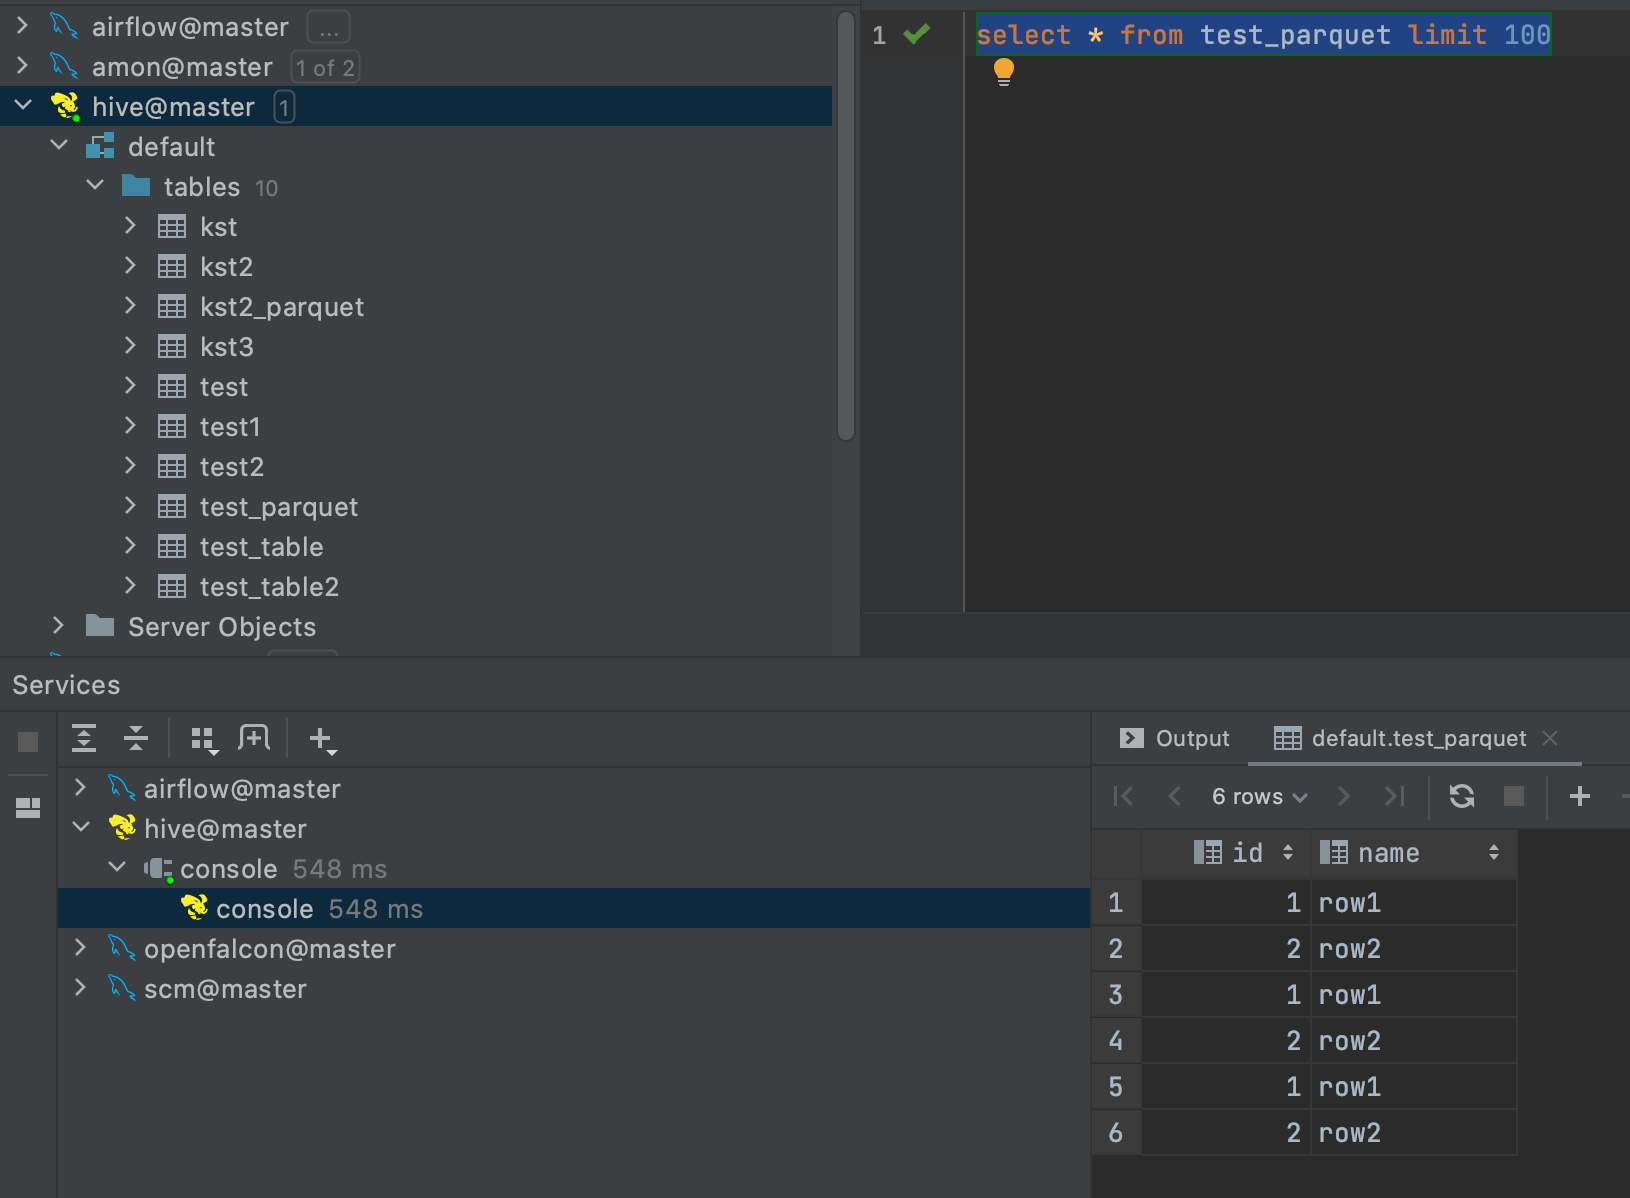 airflow@master ...
amon@master 1 of 2
hive@master 1
default
tables 10
kst
kst2
kst2_parquet
kst3
test
test1
test2
test_parquet
test_table
test_table2
Server Objects
1 select * from test_parquet limit 100
Services
airflow@master
hive@master
console 548 ms
console 548 ms
openfalcon@master
scm@master
Output default.test_parquet
6 rows
id name
1 1 row1
2 2 row2
3 1 row1
4 2 row2
5 1 row1
6 2 row2